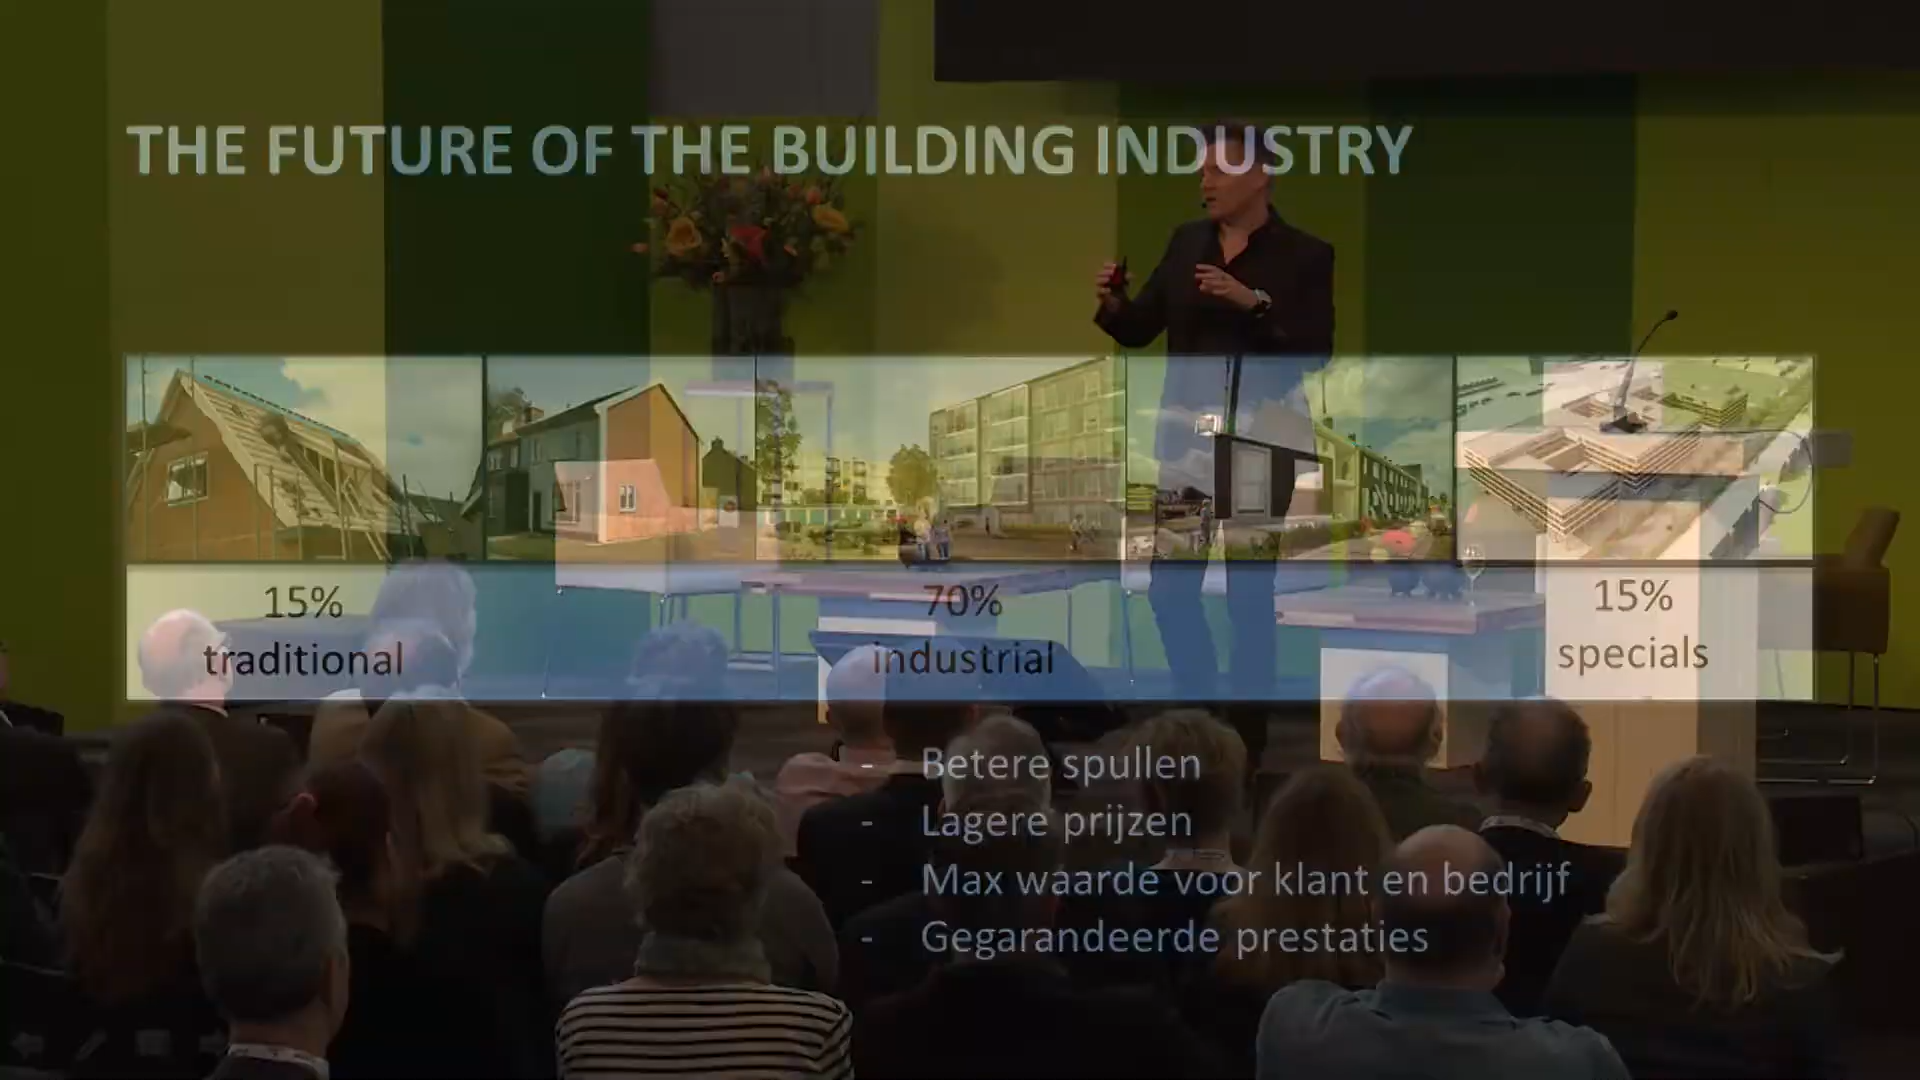 THE FUTURE OF THE BUILDING INDUSTRY
15%
traditional
70%
industrial
15%
specials
- Betere spullen
- Lagere prijzen
- Max waarde voor klant en bedrijf
- Gegarandeerde prestaties